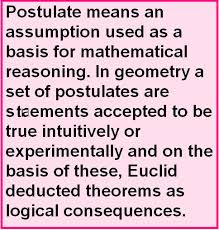 Postulate means an
assumption used as a
basis for mathematical
reasoning. In geometry a
set of postulates are
staements accepted to be
true intuitively or
experimentally and on the
basis of these, Euclid
deducted theorems as
logical consequences.